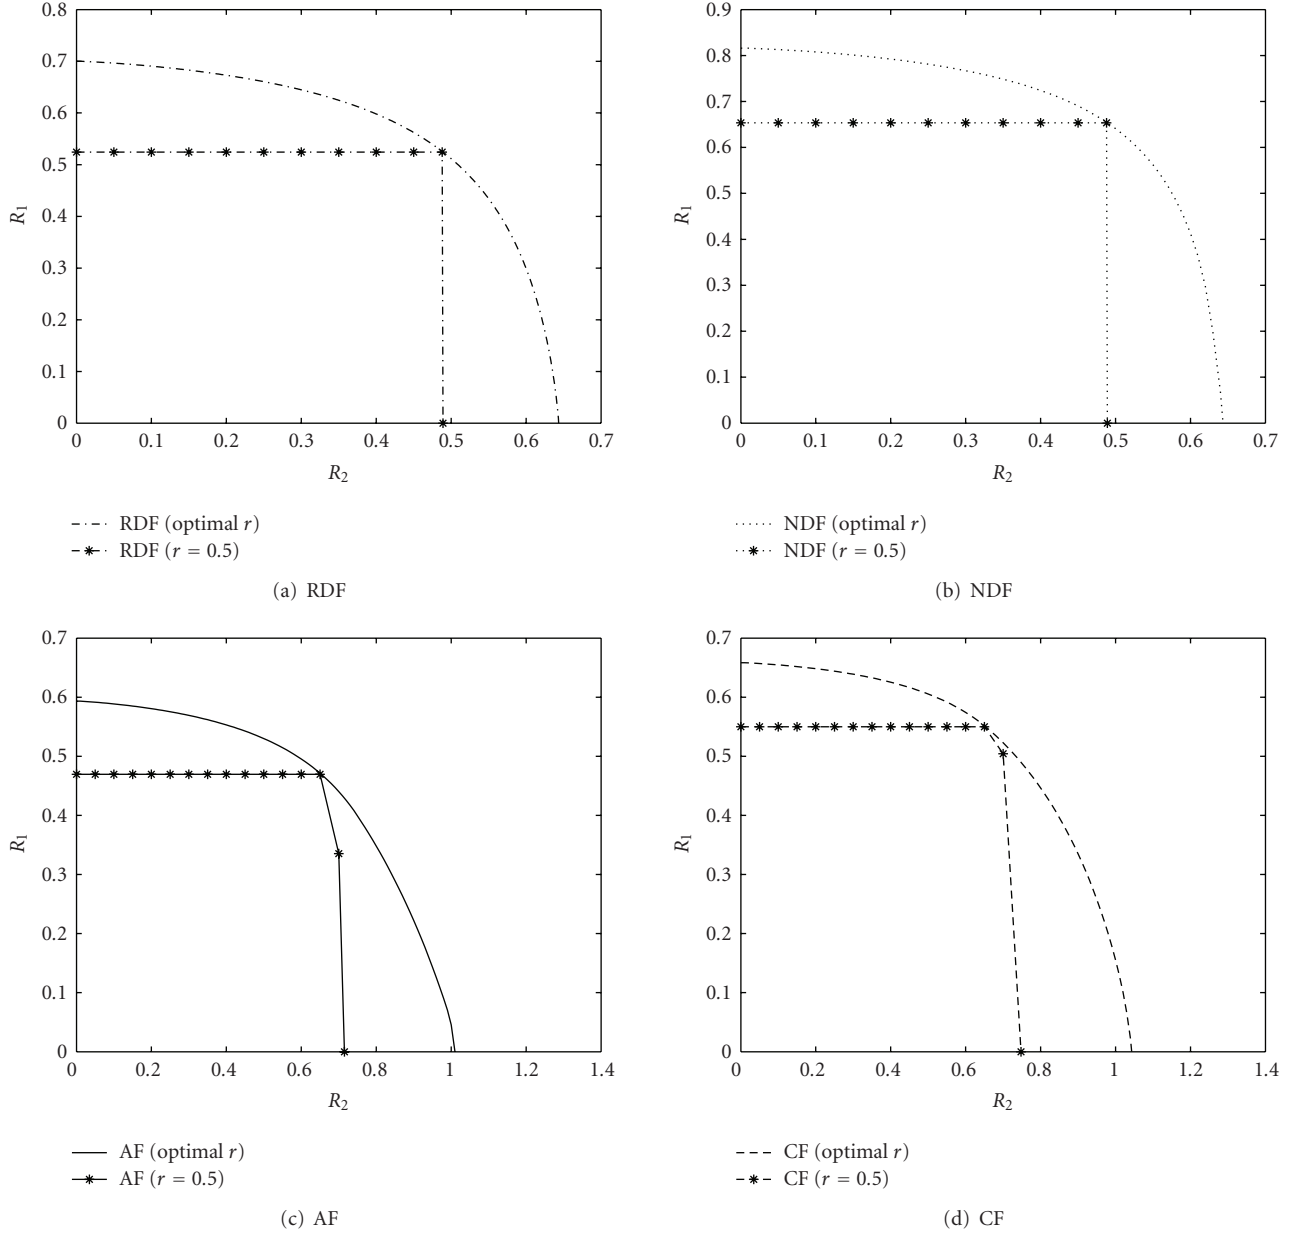 0.8
0.7
0.6
0.5
0.4
0.3
0.2
0.1
0
R1
0 0.1 0.2 0.3 0.4 0.5 0.6 0.7
R2
RDF (optimal r)
RDF (r = 0.5)
(a) RDF
0.9
0.8
0.7
0.6
0.5
0.4
0.3
0.2
0.1
0
R1
0 0.1 0.2 0.3 0.4 0.5 0.6 0.7
R2
NDF (optimal r)
NDF (r = 0.5)
(b) NDF
0.7
0.6
0.5
0.4
0.3
0.2
0.1
0
R1
0 0.2 0.4 0.6 0.8 1 1.2 1.4
R2
AF (optimal r)
AF (r = 0.5)
(c) AF
0.7
0.6
0.5
0.4
0.3
0.2
0.1
0
R1
0 0.2 0.4 0.6 0.8 1 1.2 1.4
R2
CF (optimal r)
CF (r = 0.5)
(d) CF